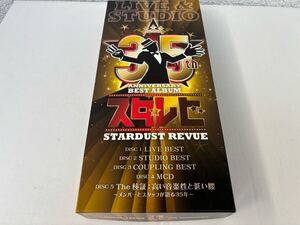 LIVE & STUDIO
35th
ANNIVERSARY
BEST ALBUM
スタレビ
STARDUST REVUE
DISC 1 LIVE BEST
DISC 2 STUDIO BEST
DISC 3 COUPLING BEST
DISC 4 MCD
DISC 5 The 検証:高い音楽性と低い腰
〜メンバーとスタッフが語る35年〜